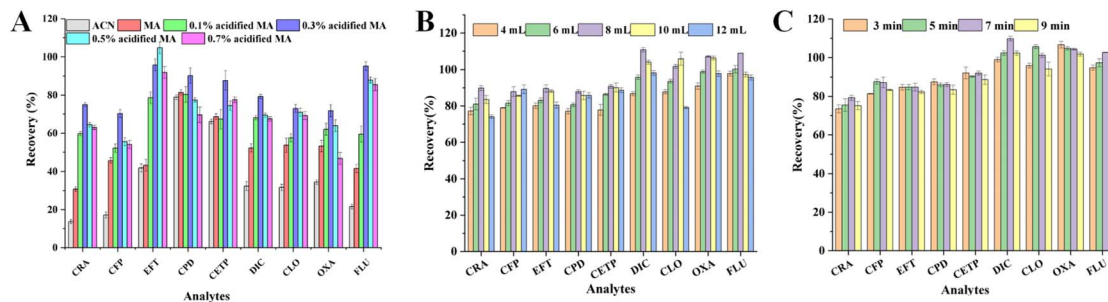 A
ACN MA 0.1% acidified MA 0.3% acidified MA
0.5% acidified MA 0.7% acidified MA
120
100
80
60
40
20
0
Recovery (%)
CRA CFP EFT CPD CETP DIC CLO OXA FLU
Analytes
B
4 mL 6 mL 8 mL 10 mL 12 mL
120
100
80
60
40
20
0
Recovery(%)
CRA CFP EFT CPD CETP DIC CLO OXA FLU
Analytes
C
3 min 5 min 7 min 9 min
120
100
80
60
40
20
0
Recovery(%)
CRA CFP EFT CPD CETP DIC CLO OXA FLU
Analytes